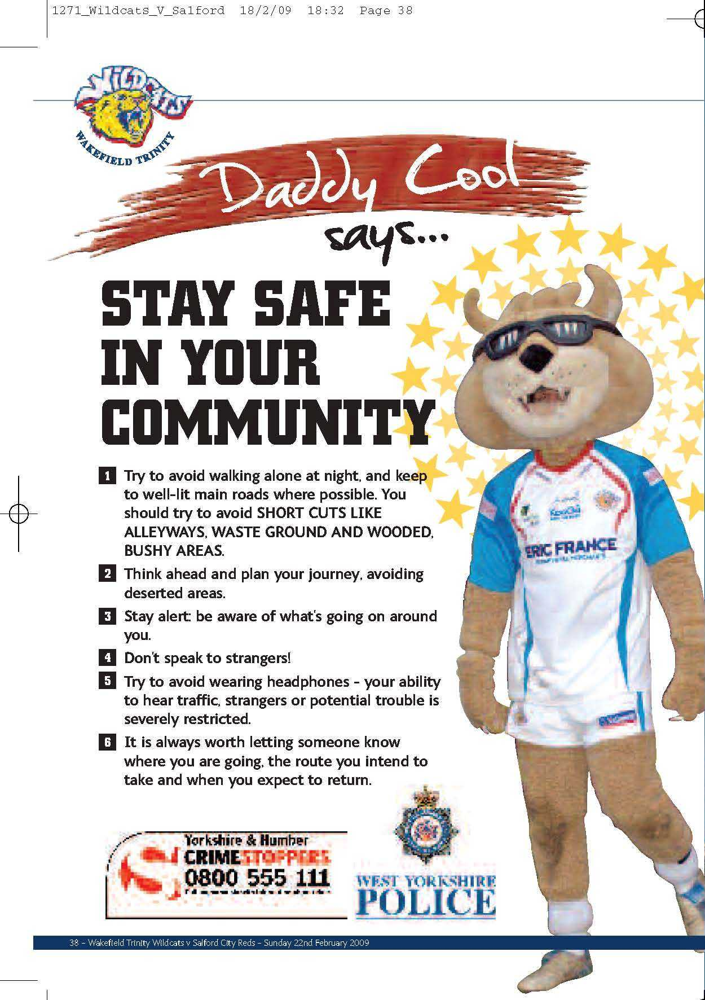 1271_Wildcats_V_Salford 18/2/09 18:32 Page 38
WILDCATS
WAKEFIELD TRINITY
Daddy Cool
says...
STAY SAFE
IN YOUR
COMMUNITY
1 Try to avoid walking alone at night, and keep
to well-lit main roads where possible. You
should try to avoid SHORT CUTS LIKE
ALLEYWAYS, WASTE GROUND AND WOODED,
BUSHY AREAS.
2 Think ahead and plan your journey, avoiding
deserted areas.
3 Stay alert: be aware of what's going on around
you.
4 Don't speak to strangers!
5 Try to avoid wearing headphones - your ability
to hear traffic, strangers or potential trouble is
severely restricted.
6 It is always worth letting someone know
where you are going, the route you intend to
take and when you expect to return.
ERIC FRANCE
Yorkshire & Humber
CRIMESTOPPERS
0800 555 111
WEST YORKSHIRE
POLICE
38 – Wakefield Trinity Wildcats v Salford City Reds – Sunday 22nd February 2009